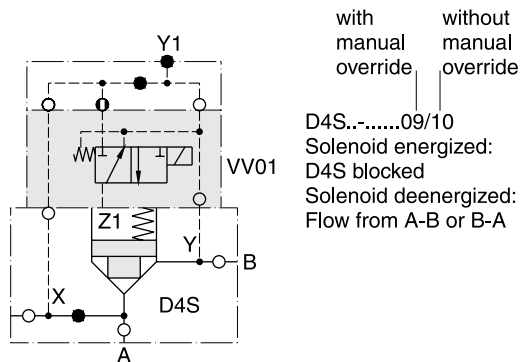 with
manual
override
without
manual
override
Y1
D4S..-......09/10
Solenoid energized:
D4S blocked
Solenoid deenergized:
Flow from A-B or B-A
VV01
Z1
Y
B
X
D4S
A